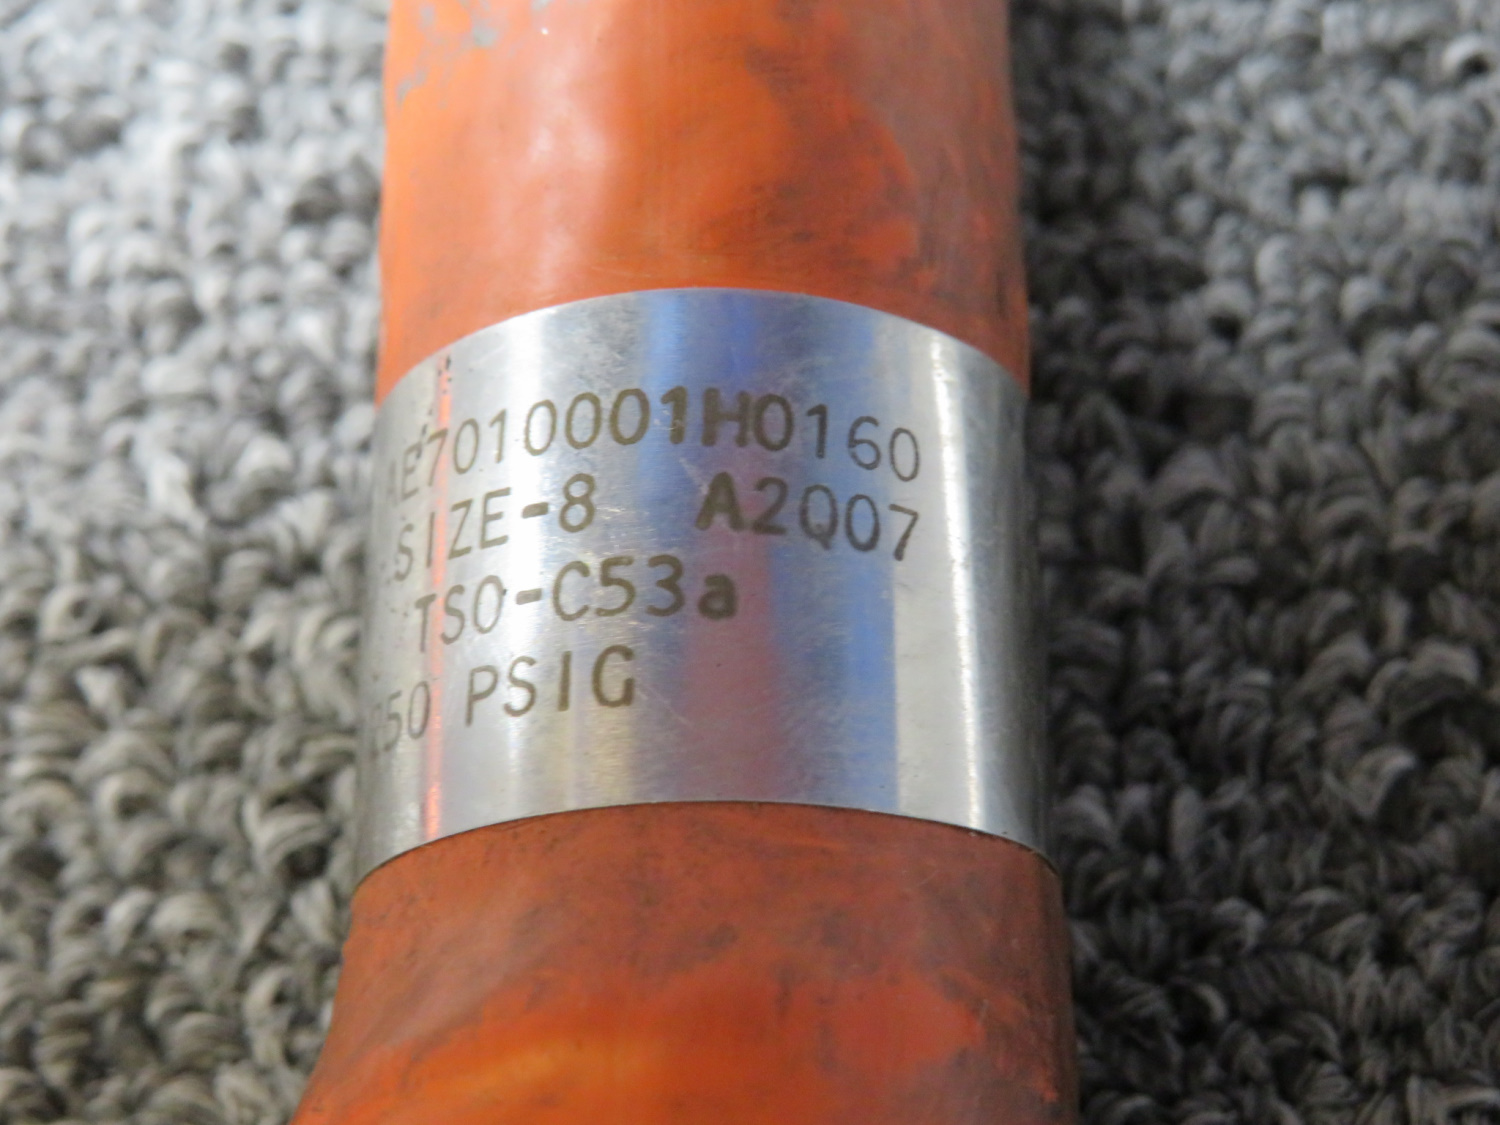 AE7010001H0160
SIZE-8 A2Q07
TSO-C53a
PSIG